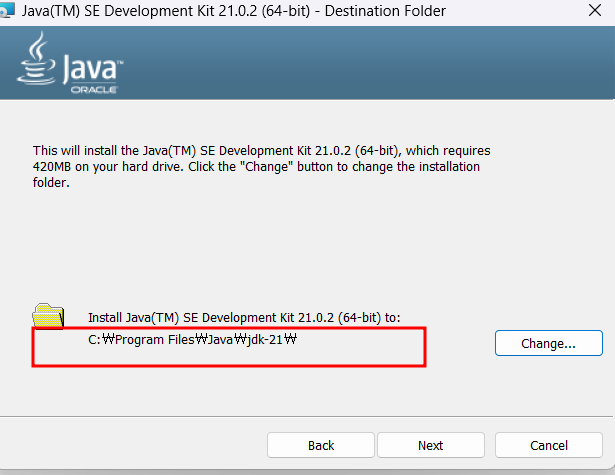 Java(TM) SE Development Kit 21.0.2 (64-bit) - Destination Folder
Java™
ORACLE
This will install the Java(TM) SE Development Kit 21.0.2 (64-bit), which requires
420MB on your hard drive. Click the "Change" button to change the installation
folder.
Install Java(TM) SE Development Kit 21.0.2 (64-bit) to:
C:₩Program Files₩Java₩jdk-21₩
Change...
Back
Next
Cancel